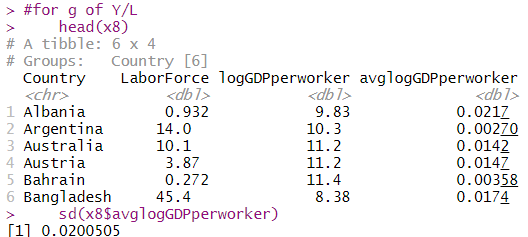 > #for g of Y/L
>     head(x8)
# A tibble: 6 x 4
# Groups:   Country [6]
  Country    LaborForce logGDPperworker avglogGDPperworker
  <chr>           <dbl>           <dbl>              <dbl>
1 Albania         0.932            9.83            0.0217
2 Argentina      14.0             10.3             0.00270
3 Australia      10.1             11.2             0.0142
4 Austria         3.87            11.2             0.0147
5 Bahrain         0.272           11.4             0.00358
6 Bangladesh     45.4              8.38            0.0174
>     sd(x8$avglogGDPperworker)
[1] 0.0200505